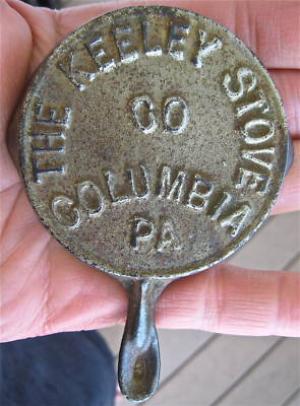 THE KEELEY STOVE
CO
COLUMBIA
PA